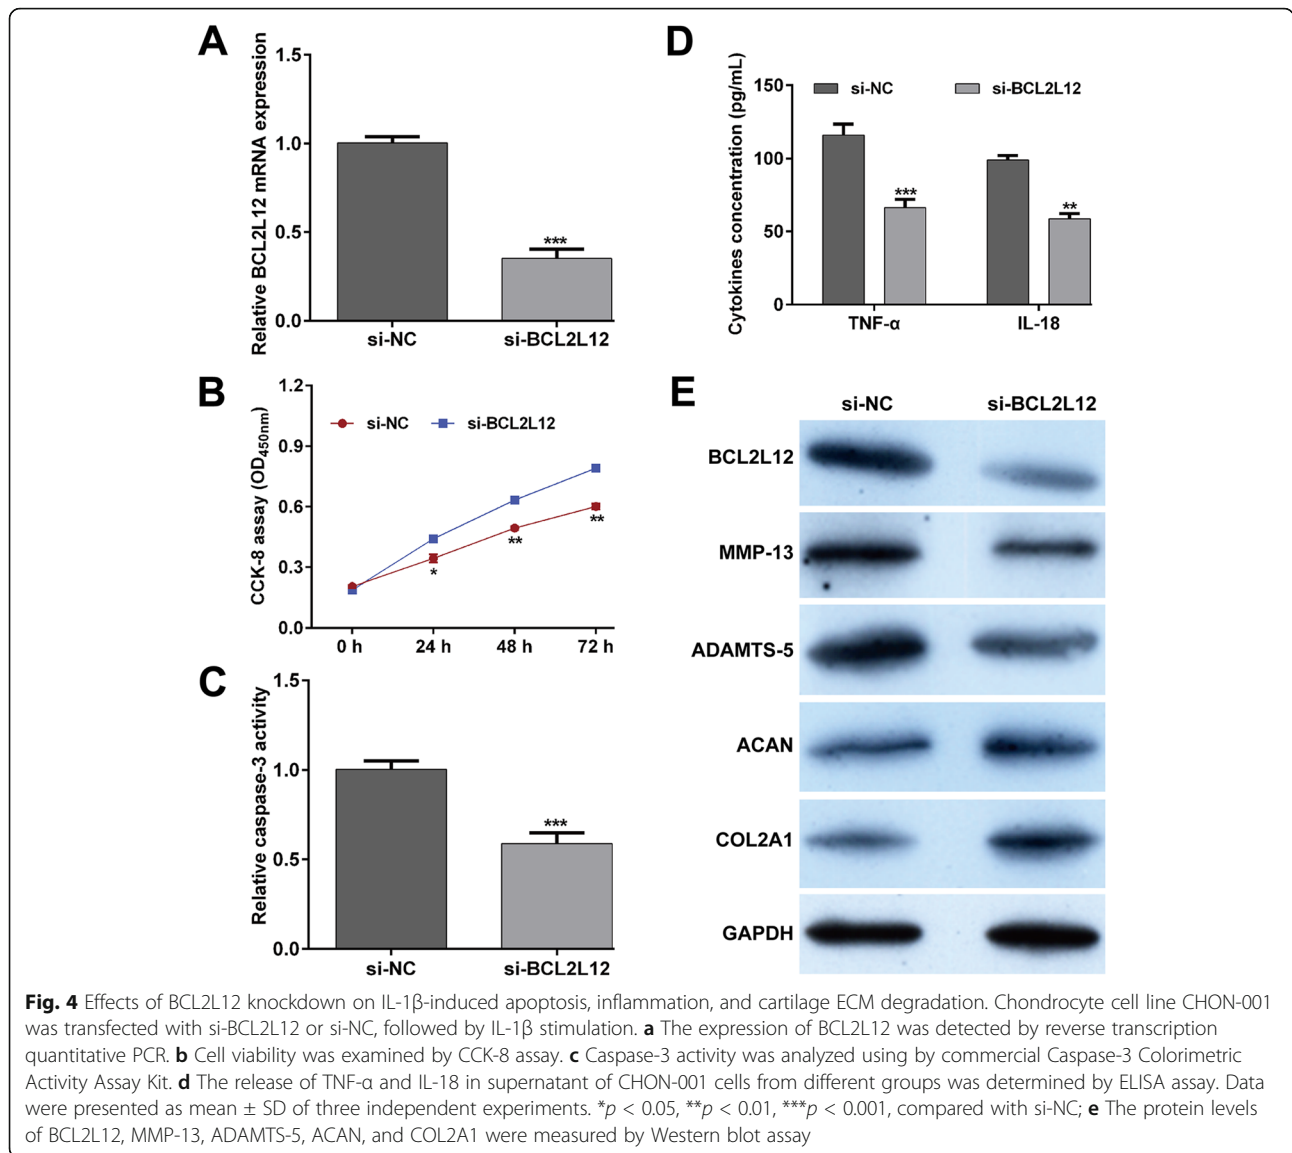 A
Relative BCL2L12 mRNA expression
1.5
1.0
0.5
0.0
***
si-NC
si-BCL2L12
B
CCK-8 assay (OD450nm)
1.2
0.9
0.6
0.3
0.0
si-NC
si-BCL2L12
*
**
**
0 h
24 h
48 h
72 h
C
Relative caspase-3 activity
1.5
1.0
0.5
0.0
***
si-NC
si-BCL2L12
D
Cytokines concentration (pg/mL)
150
100
50
0
si-NC
si-BCL2L12
***
**
TNF-α
IL-18
E
si-NC
si-BCL2L12
BCL2L12
MMP-13
ADAMTS-5
ACAN
COL2A1
GAPDH
Fig. 4 Effects of BCL2L12 knockdown on IL-1β-induced apoptosis, inflammation, and cartilage ECM degradation. Chondrocyte cell line CHON-001
was transfected with si-BCL2L12 or si-NC, followed by IL-1β stimulation. a The expression of BCL2L12 was detected by reverse transcription
quantitative PCR. b Cell viability was examined by CCK-8 assay. c Caspase-3 activity was analyzed using by commercial Caspase-3 Colorimetric
Activity Assay Kit. d The release of TNF-α and IL-18 in supernatant of CHON-001 cells from different groups was determined by ELISA assay. Data
were presented as mean ± SD of three independent experiments. *p < 0.05, **p < 0.01, ***p < 0.001, compared with si-NC; e The protein levels
of BCL2L12, MMP-13, ADAMTS-5, ACAN, and COL2A1 were measured by Western blot assay